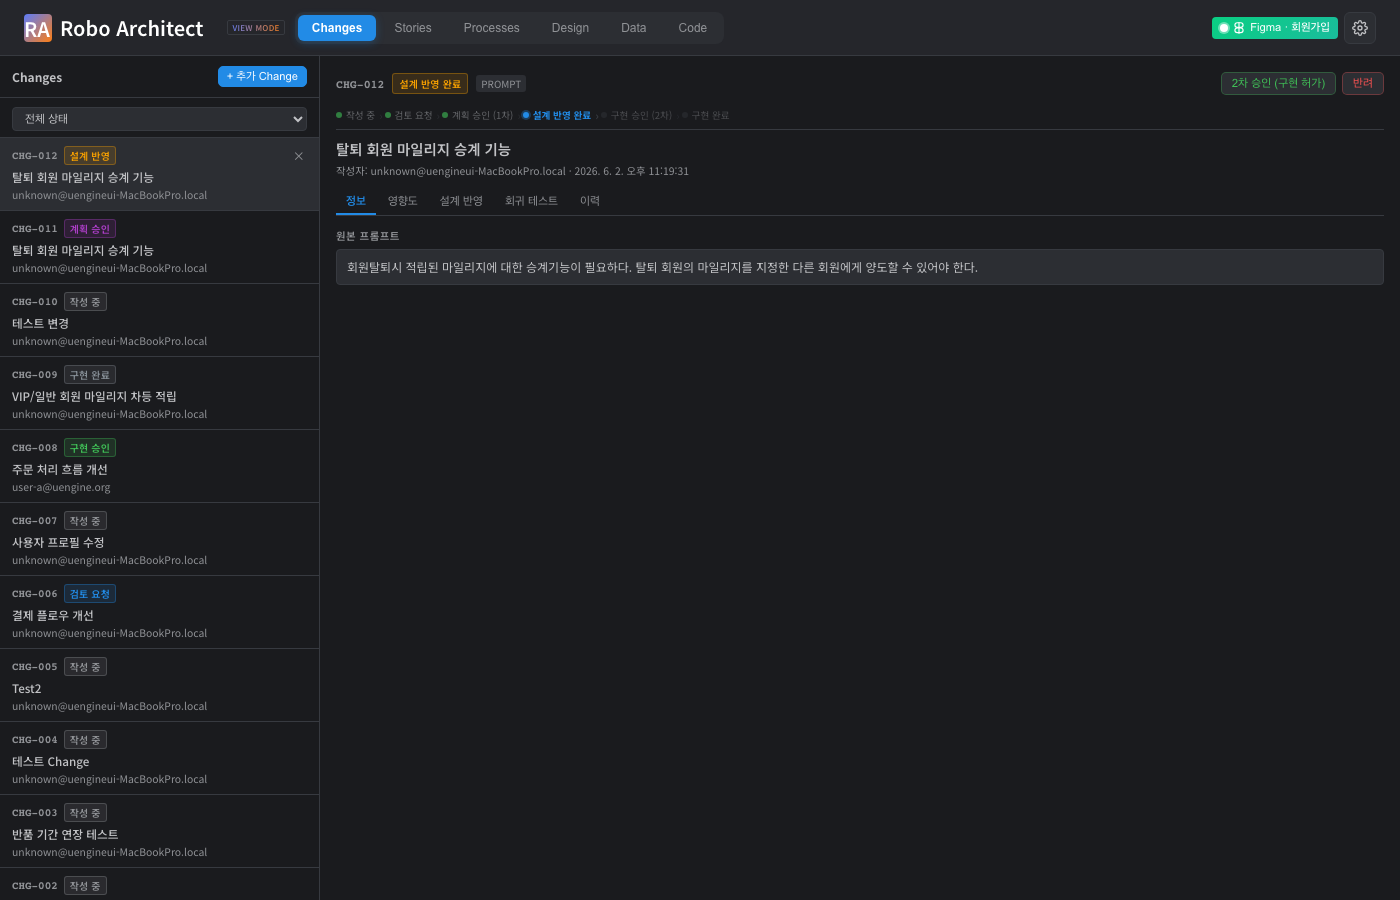 RA Robo Architect
VIEW MODE
Changes Stories Processes Design Data Code
Figma · 회원가입
Changes
+ 추가 Change
전체 상태
CHG-012 설계 반영
탈퇴 회원 마일리지 승계 기능
unknown@uengineui-MacBookPro.local
CHG-011 계획 승인
탈퇴 회원 마일리지 승계 기능
unknown@uengineui-MacBookPro.local
CHG-010 작성 중
테스트 변경
unknown@uengineui-MacBookPro.local
CHG-009 구현 완료
VIP/일반 회원 마일리지 차등 적립
unknown@uengineui-MacBookPro.local
CHG-008 구현 승인
주문 처리 흐름 개선
user-a@uengine.org
CHG-007 작성 중
사용자 프로필 수정
unknown@uengineui-MacBookPro.local
CHG-006 검토 요청
결제 플로우 개선
unknown@uengineui-MacBookPro.local
CHG-005 작성 중
Test2
unknown@uengineui-MacBookPro.local
CHG-004 작성 중
테스트 Change
unknown@uengineui-MacBookPro.local
CHG-003 작성 중
반품 기간 연장 테스트
unknown@uengineui-MacBookPro.local
CHG-002 작성 중
CHG-012 설계 반영 완료 PROMPT
2차 승인 (구현 허가) 반려
작성 중 검토 요청 계획 승인 (1차) 설계 반영 완료 구현 승인 (2차) 구현 완료
탈퇴 회원 마일리지 승계 기능
작성자: unknown@uengineui-MacBookPro.local · 2026. 6. 2. 오후 11:19:31
정보 영향도 설계 반영 회귀 테스트 이력
원본 프롬프트
회원탈퇴시 적립된 마일리지에 대한 승계기능이 필요하다. 탈퇴 회원의 마일리지를 지정한 다른 회원에게 양도할 수 있어야 한다.